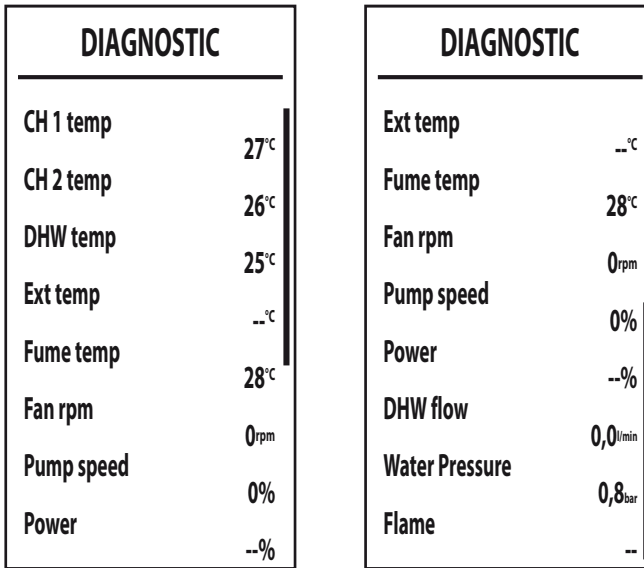 DIAGNOSTIC
CH 1 temp
27°C
CH 2 temp
26°C
DHW temp
25°C
Ext temp
--°C
Fume temp
28°C
Fan rpm
0rpm
Pump speed
0%
Power
--%
DIAGNOSTIC
Ext temp
--°C
Fume temp
28°C
Fan rpm
0rpm
Pump speed
0%
Power
--%
DHW flow
0,0l/min
Water Pressure
0,8bar
Flame
--